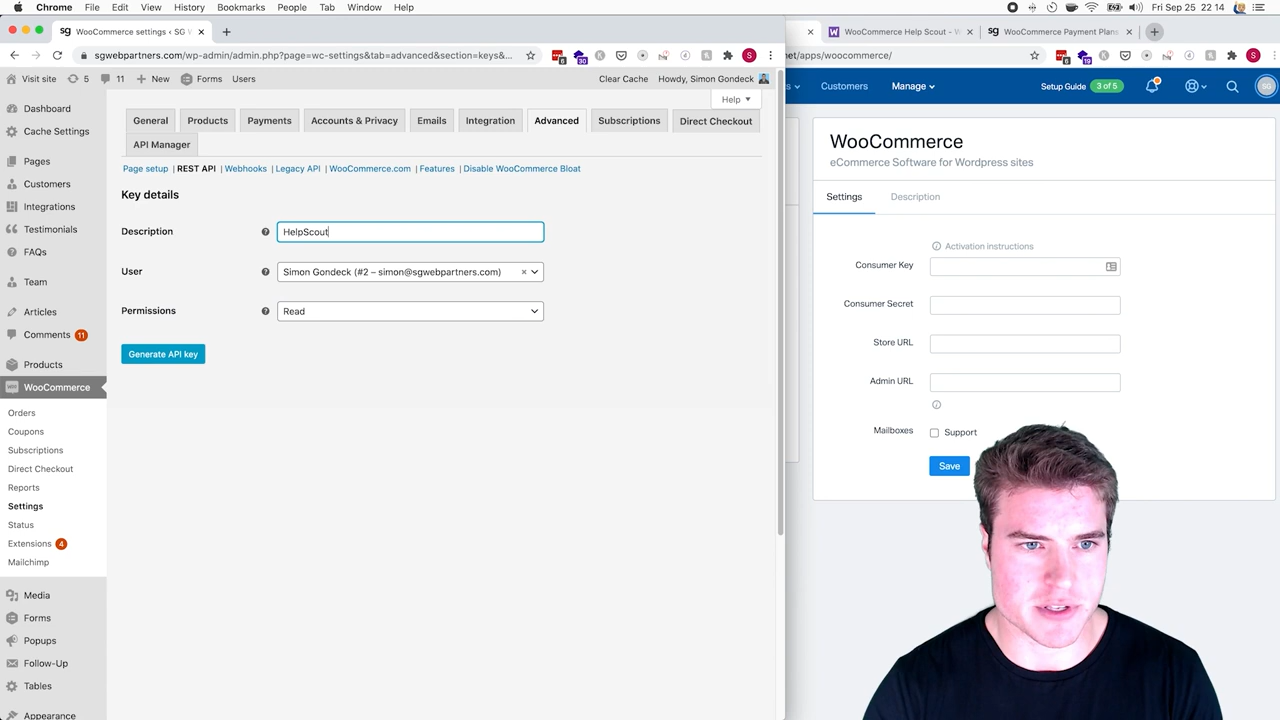 Chrome File Edit View History Bookmarks People Tab Window Help
Fri Sep 25 22:14
WooCommerce settings ‹ SG V
WooCommerce Help Scout - W
WooCommerce Payment Plans
sgwebpartners.com/wp-admin/admin.php?page=wc-settings&tab=advanced&section=keys&...
net/apps/woocommerce/
Visit site 5 11 New Forms Users Clear Cache Howdy, Simon Gondeck
Help
General Products Payments Accounts & Privacy Emails Integration Advanced Subscriptions Direct Checkout
API Manager
Page setup | REST API | Webhooks | Legacy API | WooCommerce.com | Features | Disable WooCommerce Bloat
Key details
Description HelpScout
User Simon Gondeck (#2 – simon@sgwebpartners.com) ×
Permissions Read
Generate API key
Dashboard
Cache Settings
Pages
Customers
Integrations
Testimonials
FAQs
Team
Articles
Comments 11
Products
WooCommerce
Orders
Coupons
Subscriptions
Direct Checkout
Reports
Settings
Status
Extensions 4
Mailchimp
Media
Forms
Popups
Follow-Up
Tables
Appearance
s Customers Manage Setup Guide 3 of 5 SG
WooCommerce
eCommerce Software for Wordpress sites
Settings Description
Activation instructions
Consumer Key
Consumer Secret
Store URL
Admin URL
Mailboxes Support
Save